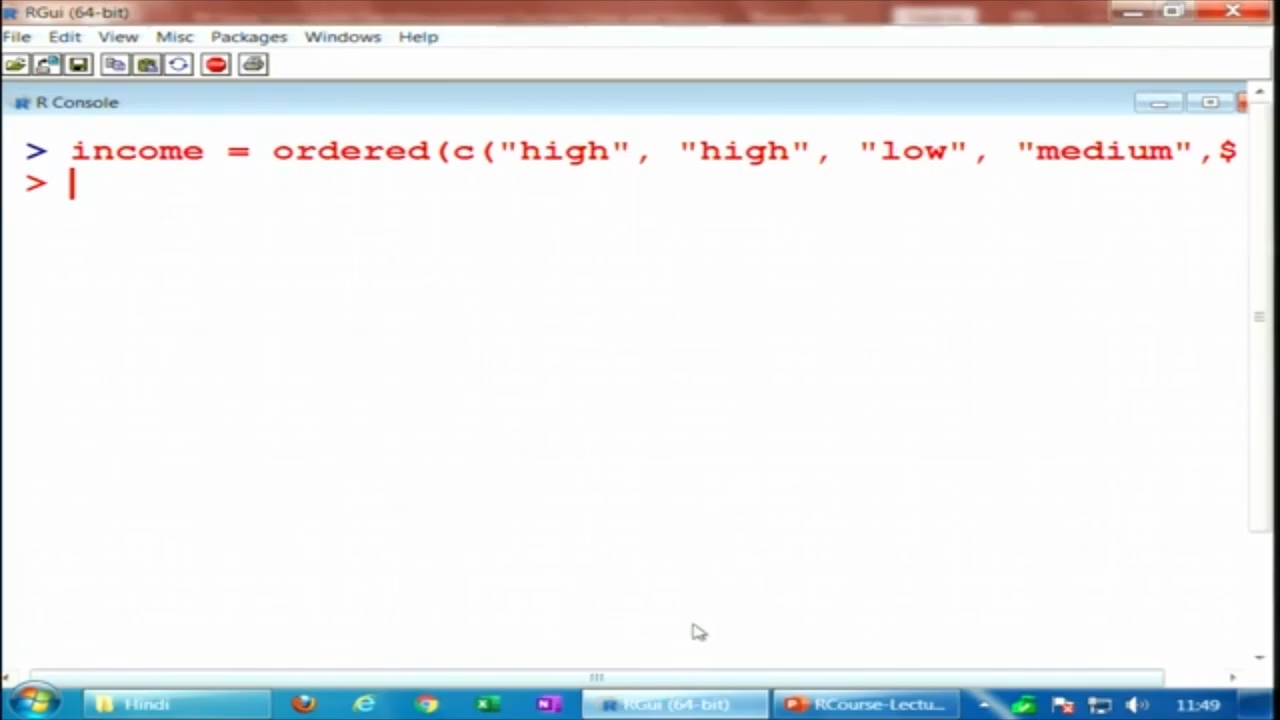 RGui (64-bit)
File Edit View Misc Packages Windows Help
R Console
> income = ordered(c("high", "high", "low", "medium",$
>
Hindi RGui (64-bit) RCourse-Lectu... 11:49